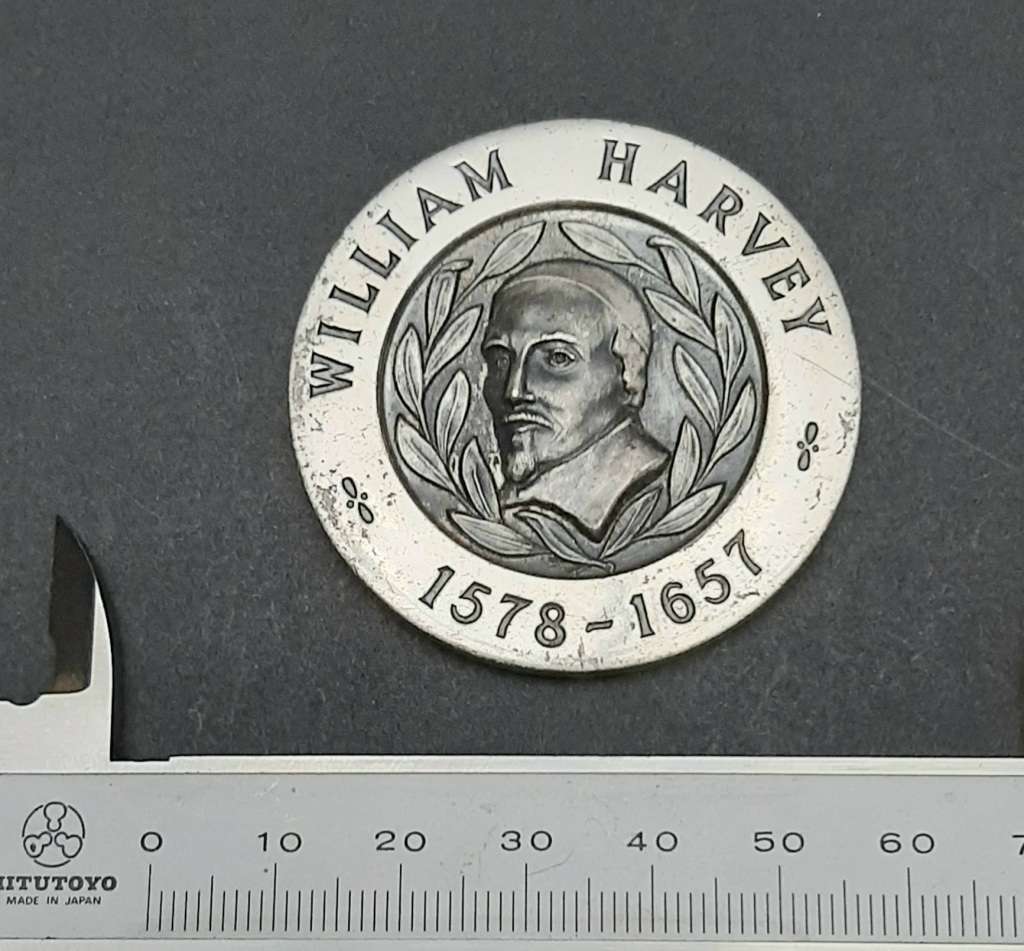 WILLIAM HARVEY
1578-1657
0 10 20 30 40 50 60
MITUTOYO
MADE IN JAPAN